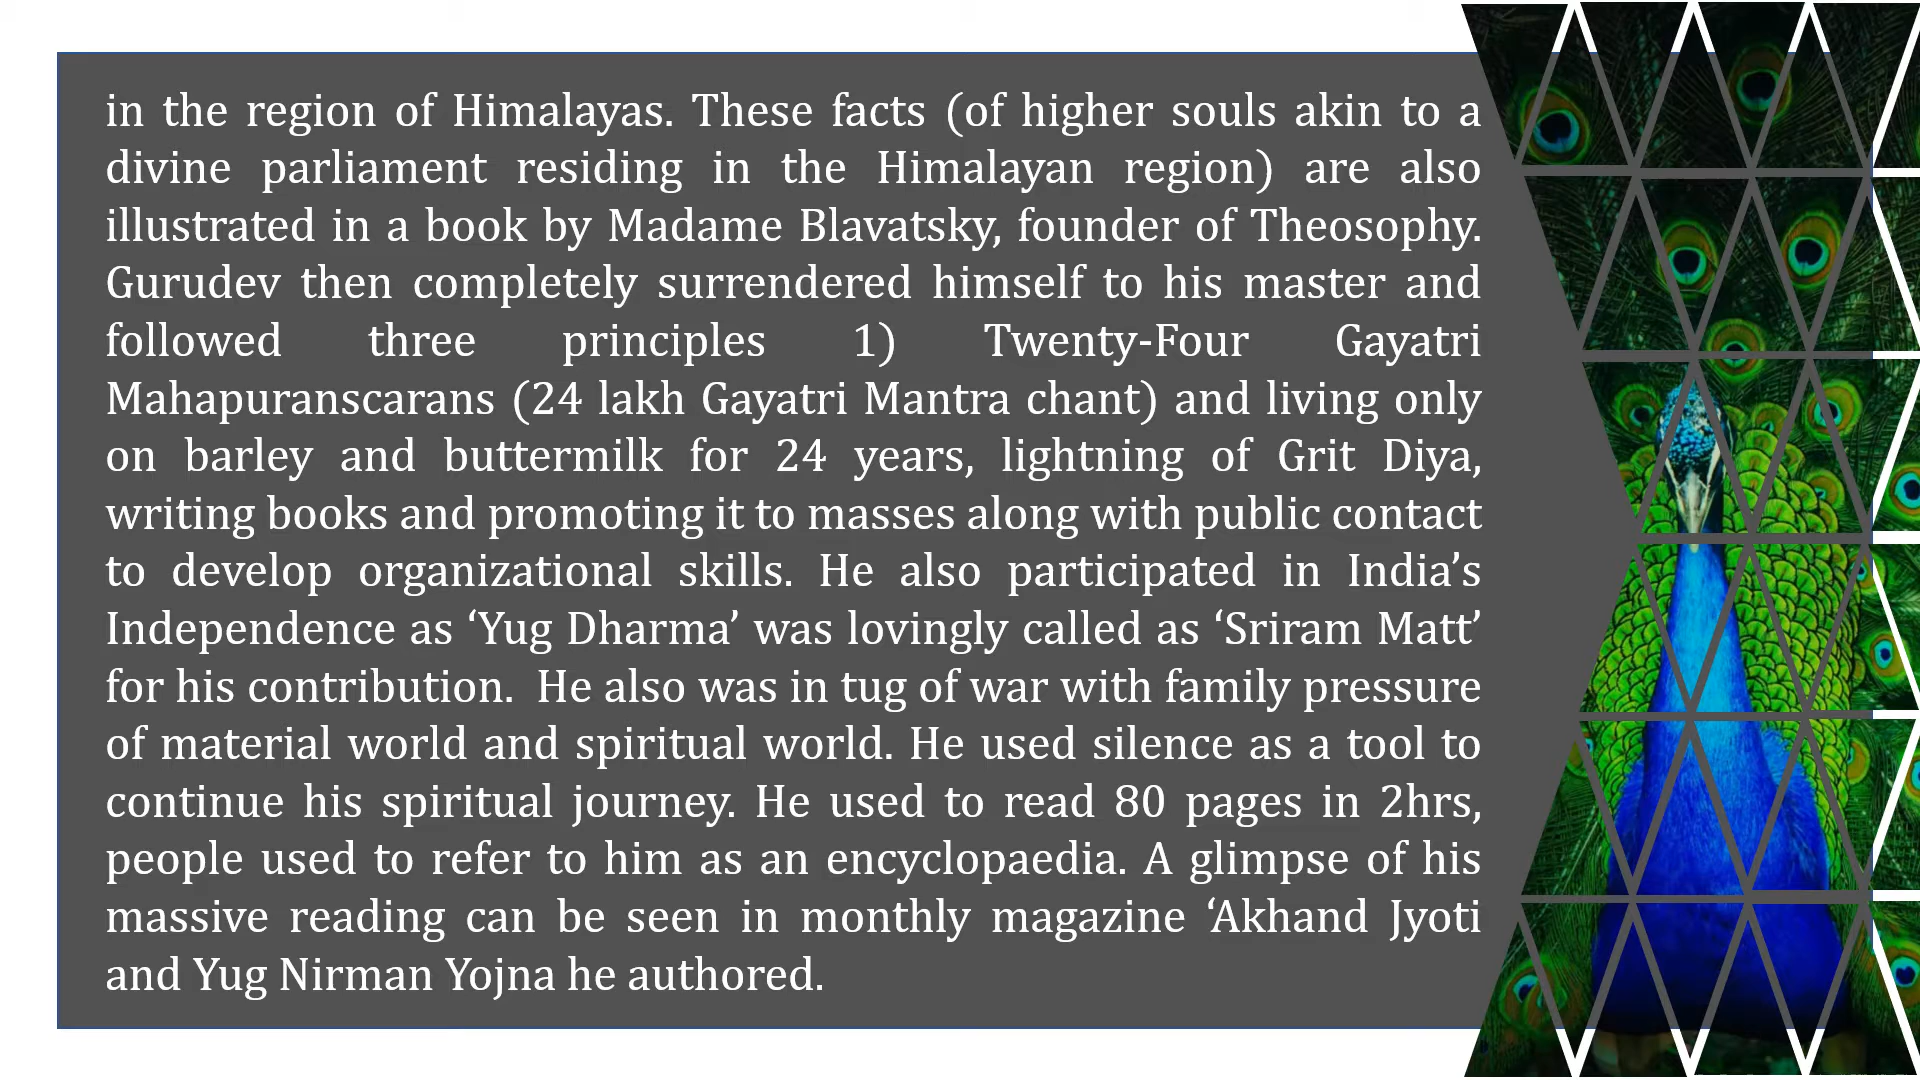 in the region of Himalayas. These facts (of higher souls akin to a
divine parliament residing in the Himalayan region) are also
illustrated in a book by Madame Blavatsky, founder of Theosophy.
Gurudev then completely surrendered himself to his master and
followed three principles 1) Twenty-Four Gayatri
Mahapuranscarans (24 lakh Gayatri Mantra chant) and living only
on barley and buttermilk for 24 years, lightning of Grit Diya,
writing books and promoting it to masses along with public contact
to develop organizational skills. He also participated in India’s
Independence as ‘Yug Dharma’ was lovingly called as ‘Sriram Matt’
for his contribution.  He also was in tug of war with family pressure
of material world and spiritual world. He used silence as a tool to
continue his spiritual journey. He used to read 80 pages in 2hrs,
people used to refer to him as an encyclopaedia. A glimpse of his
massive reading can be seen in monthly magazine ‘Akhand Jyoti
and Yug Nirman Yojna he authored.